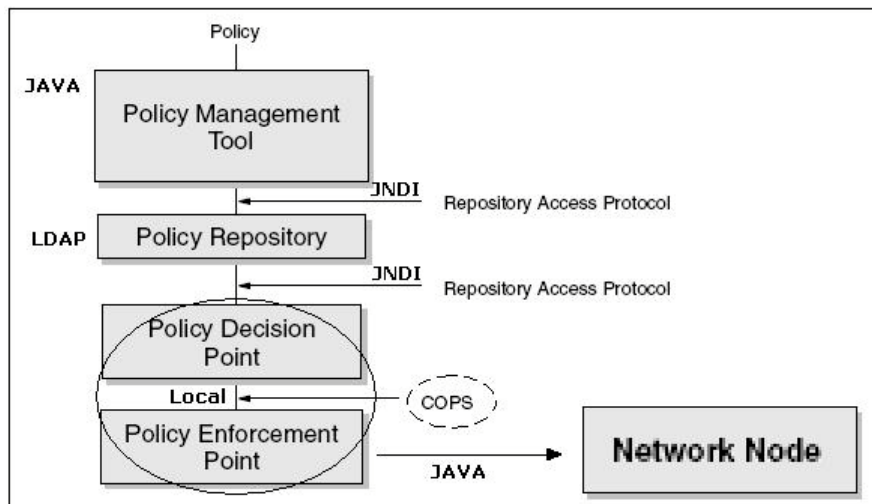 Policy
JAVA
Policy Management
Tool
JNDI
Repository Access Protocol
LDAP
Policy Repository
JNDI
Repository Access Protocol
Policy Decision
Point
Local
COPS
Policy Enforcement
Point
JAVA
Network Node